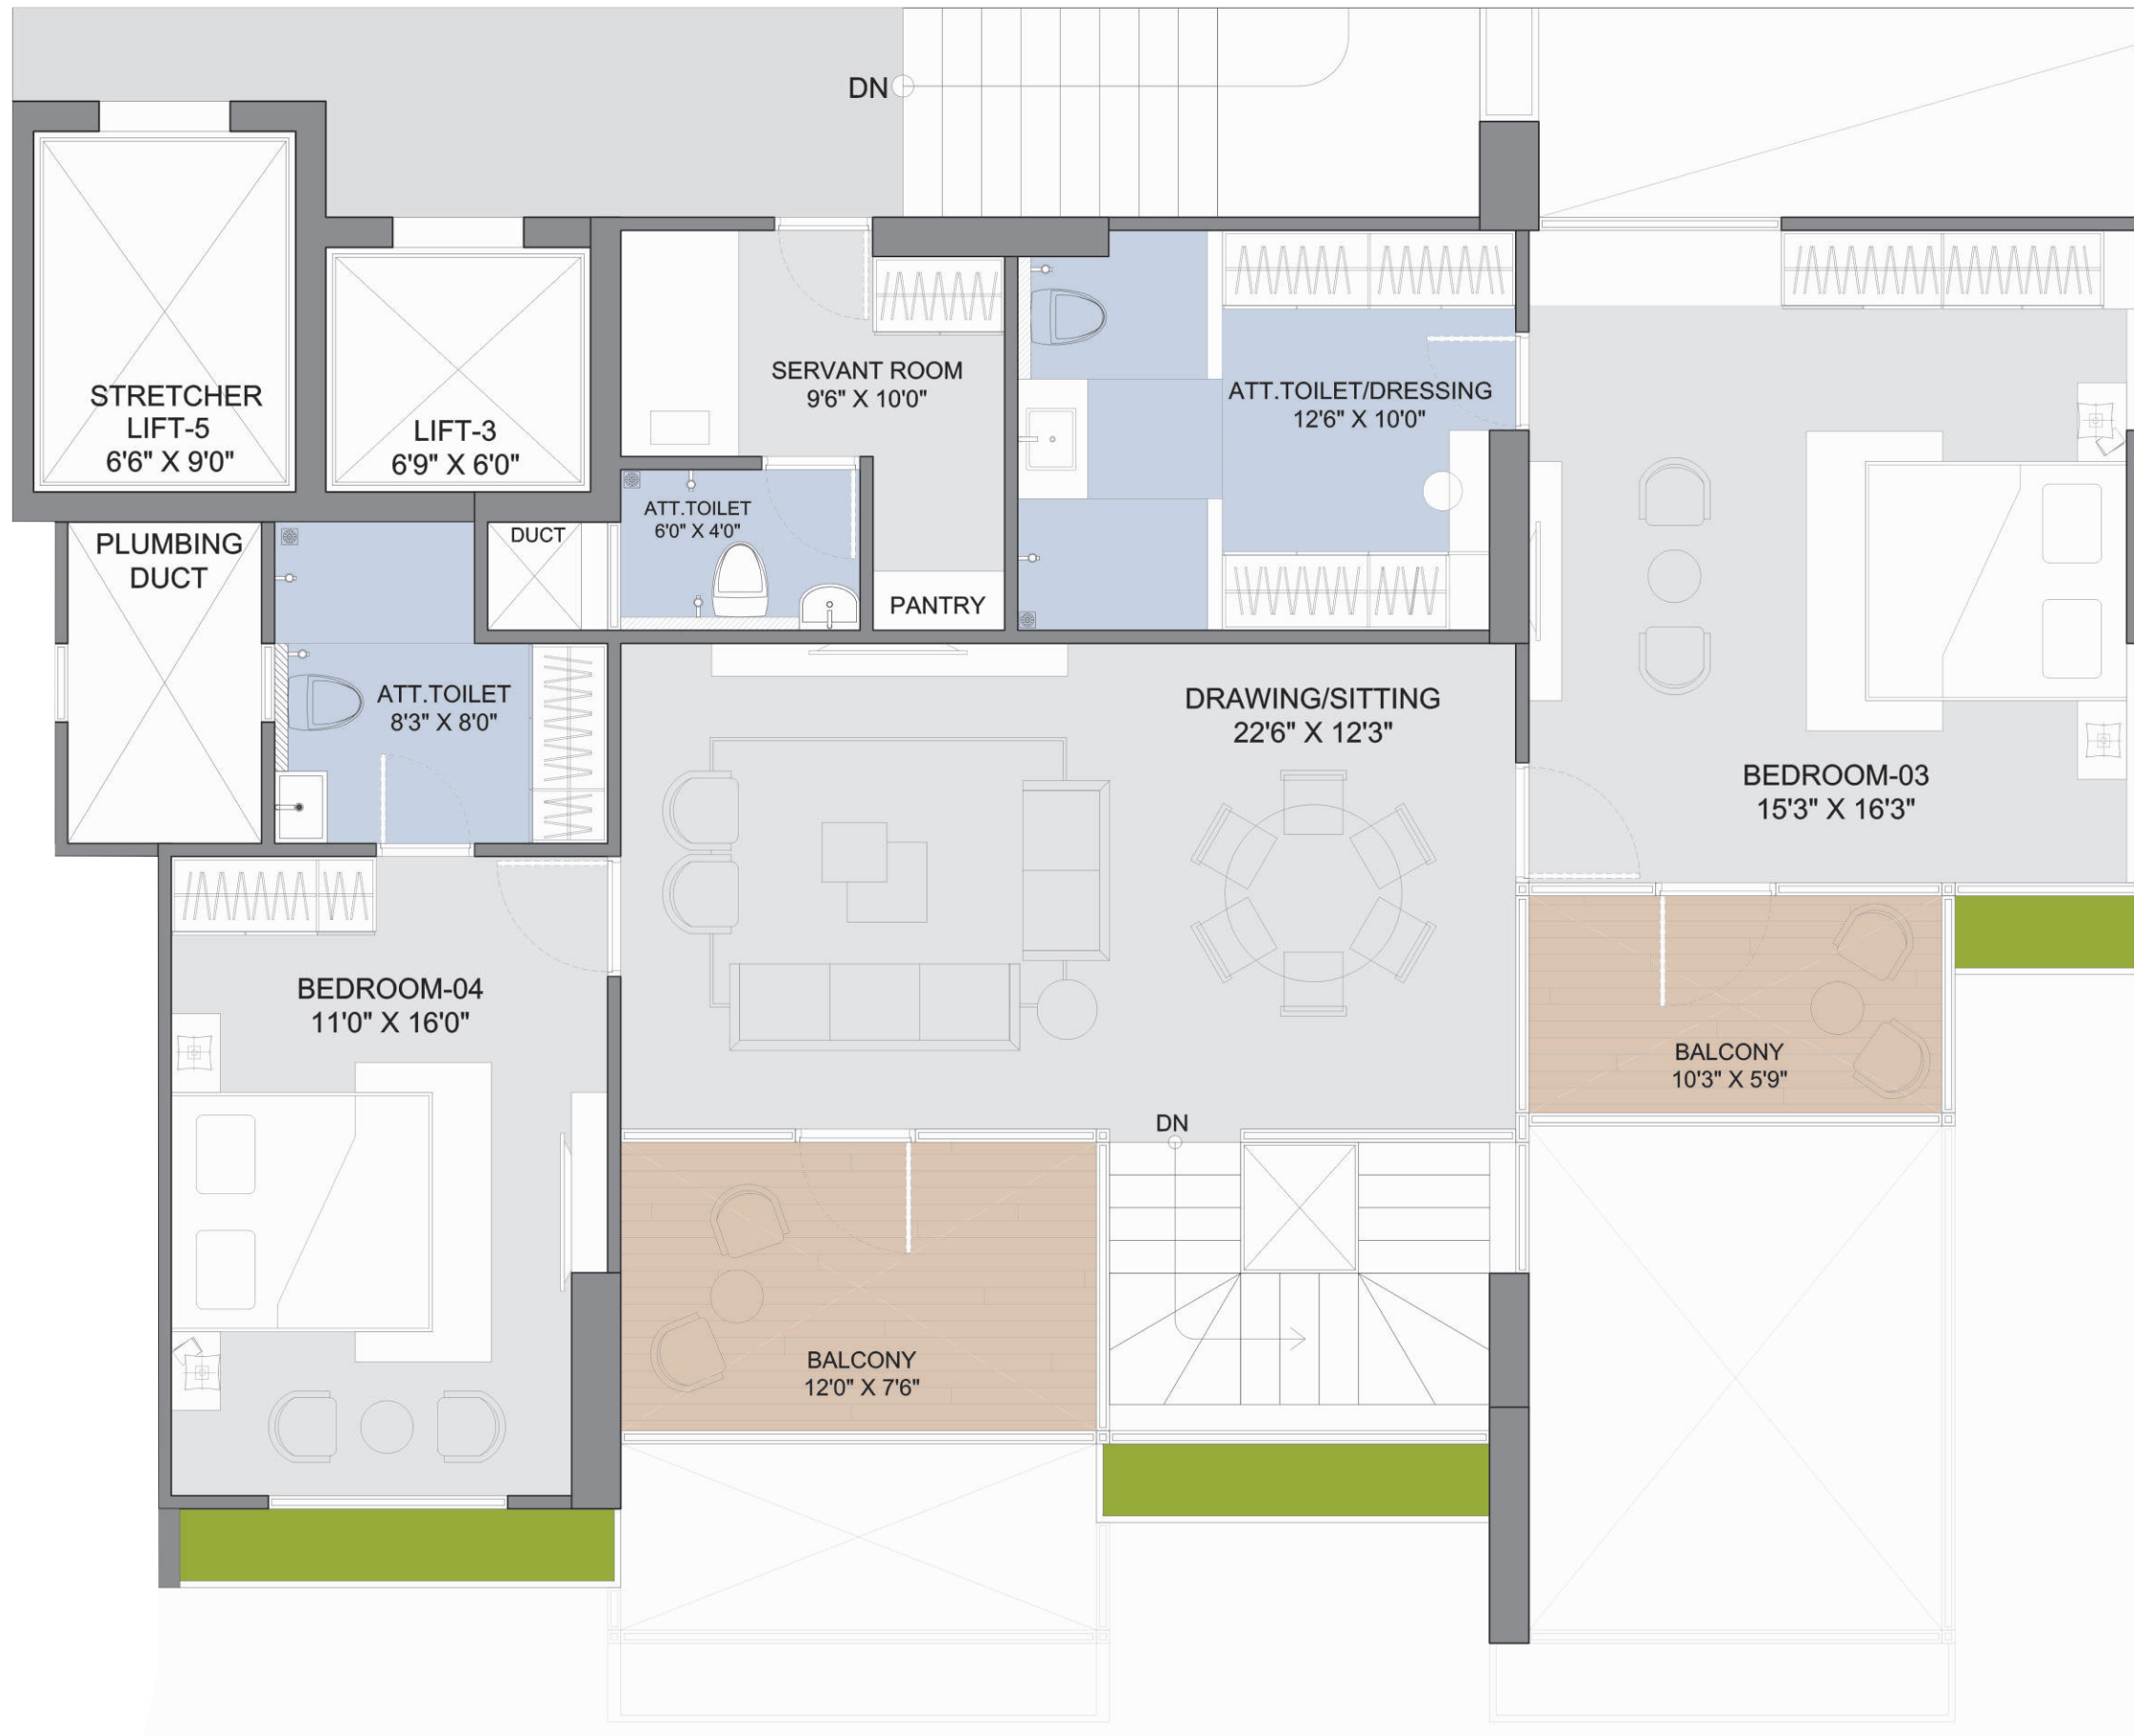 DN
STRETCHER
LIFT-5
6'6" X 9'0"
LIFT-3
6'9" X 6'0"
SERVANT ROOM
9'6" X 10'0"
ATT.TOILET/DRESSING
12'6" X 10'0"
ATT.TOILET
6'0" X 4'0"
DUCT
PLUMBING
DUCT
PANTRY
ATT.TOILET
8'3" X 8'0"
DRAWING/SITTING
22'6" X 12'3"
BEDROOM-03
15'3" X 16'3"
BEDROOM-04
11'0" X 16'0"
BALCONY
10'3" X 5'9"
DN
BALCONY
12'0" X 7'6"